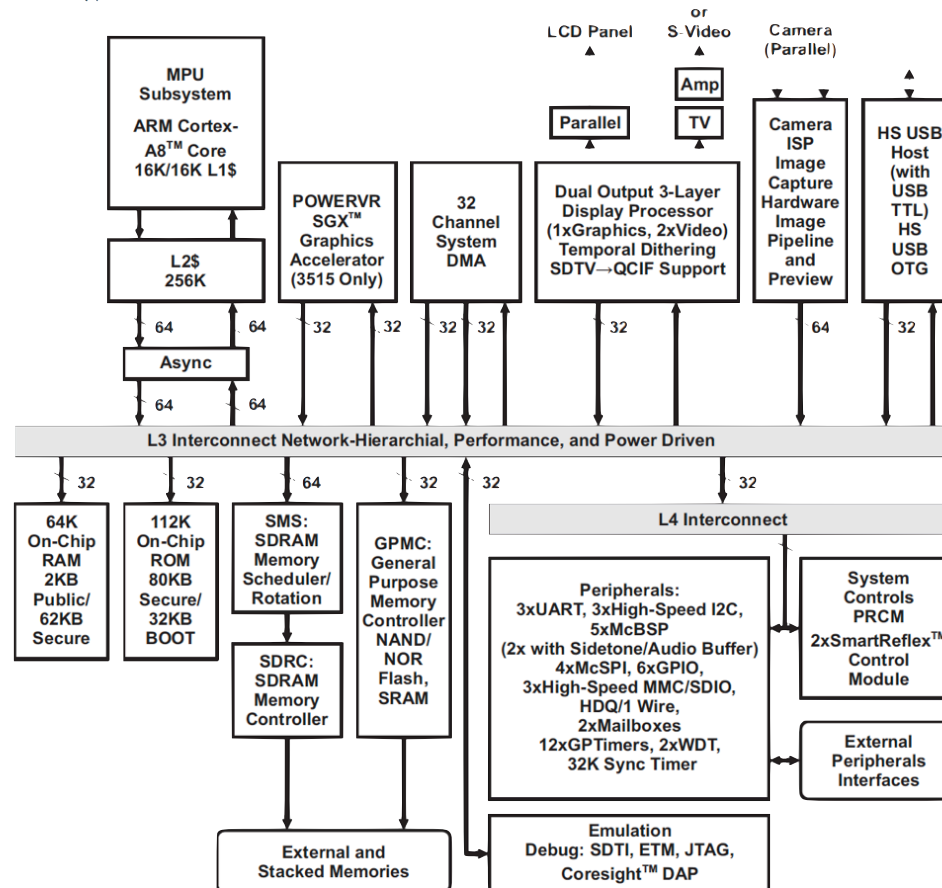 or
LCD Panel
S-Video
Camera
(Parallel)
Amp
Parallel
TV
MPU
Subsystem
ARM Cortex-
A8™ Core
16K/16K L1$
L2$
256K
64
64
Async
64
64
POWERVR
SGX™
Graphics
Accelerator
(3515 Only)
32
32
32
Channel
System
DMA
32
32
Dual Output 3-Layer
Display Processor
(1xGraphics, 2xVideo)
Temporal Dithering
SDTV→QCIF Support
32
Camera
ISP
Image
Capture
Hardware
Image
Pipeline
and
Preview
64
HS USB
Host
(with
USB
TTL)
HS
USB
OTG
32
L3 Interconnect Network-Hierarchial, Performance, and Power Driven
32
32
64
32
32
32
64K
On-Chip
RAM
2KB
Public/
62KB
Secure
112K
On-Chip
ROM
80KB
Secure/
32KB
BOOT
SMS:
SDRAM
Memory
Scheduler/
Rotation
SDRC:
SDRAM
Memory
Controller
GPMC:
General
Purpose
Memory
Controller
NAND/
NOR
Flash,
SRAM
L4 Interconnect
Peripherals:
3xUART, 3xHigh-Speed I2C,
5xMcBSP
(2x with Sidetone/Audio Buffer)
4xMcSPI, 6xGPIO,
3xHigh-Speed MMC/SDIO,
HDQ/1 Wire,
2xMailboxes
12xGPTimers, 2xWDT,
32K Sync Timer
System
Controls
PRCM
2xSmartReflex™
Control
Module
External
Peripherals
Interfaces
External and
Stacked Memories
Emulation
Debug: SDTI, ETM, JTAG,
Coresight™ DAP